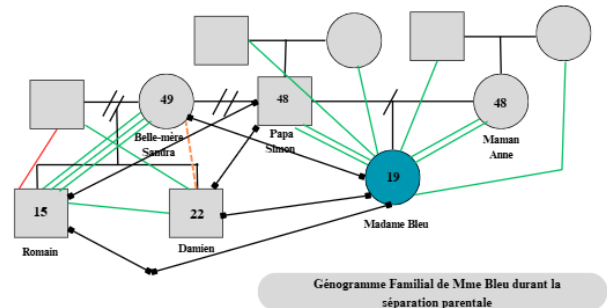 49
48
48
Belle-mère
Sandra
Papa
Simon
Maman
Anne
19
15
22
Madame Bleu
Romain
Damien
Génogramme Familial de Mme Bleu durant la
séparation parentale